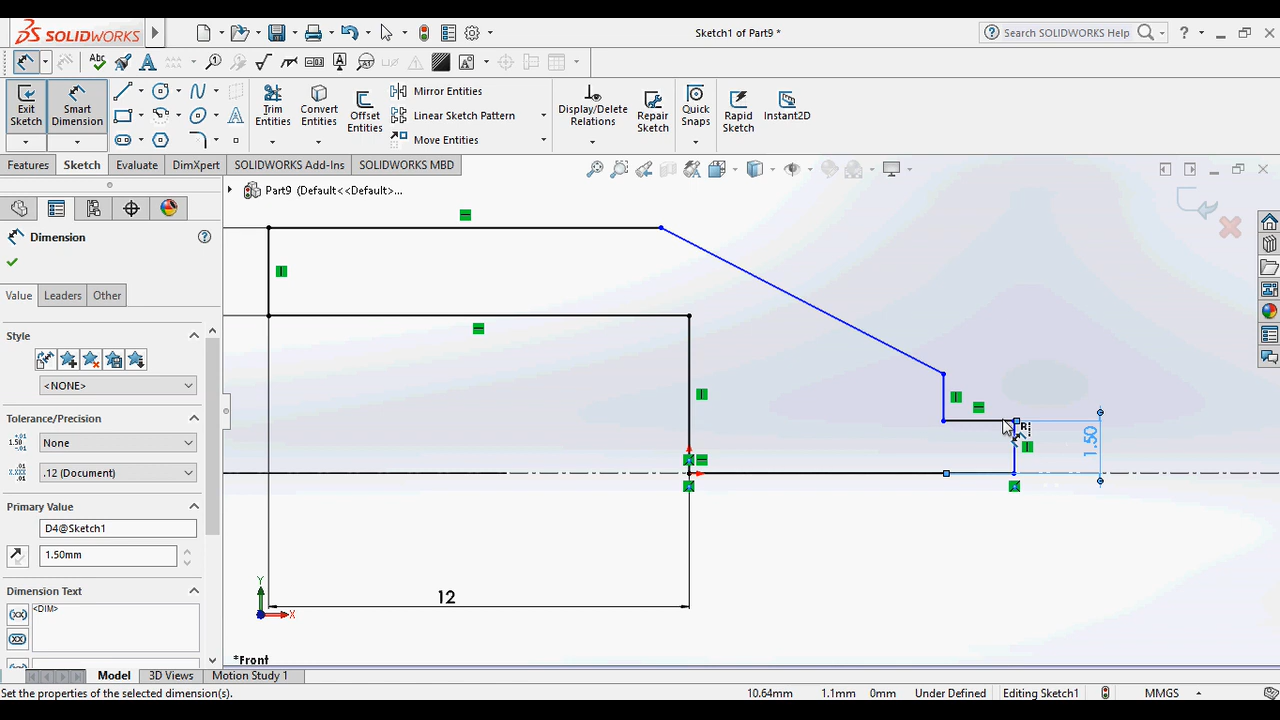 SOLIDWORKS
Sketch1 of Part9 *
Search SOLIDWORKS Help
?
Exit Sketch
Smart Dimension
Trim Entities
Convert Entities
Offset Entities
Mirror Entities
Linear Sketch Pattern
Move Entities
Display/Delete Relations
Repair Sketch
Quick Snaps
Rapid Sketch
Instant2D
Features
Sketch
Evaluate
DimXpert
SOLIDWORKS Add-Ins
SOLIDWORKS MBD
Part9 (Default<<Default>...
Dimension
Value
Leaders
Other
Style
<NONE>
Tolerance/Precision
None
.12 (Document)
Primary Value
D4@Sketch1
1.50mm
Dimension Text
<DIM>
1.50
12
Y
X
*Front
Model
3D Views
Motion Study 1
Set the properties of the selected dimension(s).
10.64mm
1.1mm
0mm
Under Defined
Editing Sketch1
MMGS